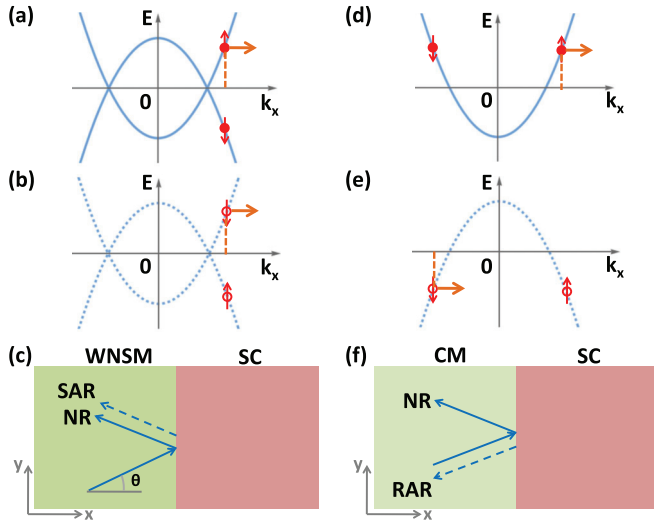 (a)
E
0
kx
(b)
E
0
kx
(c)
WNSM
SC
SAR
NR
θ
y
x
(d)
E
0
kx
(e)
E
0
kx
(f)
CM
SC
NR
RAR
y
x